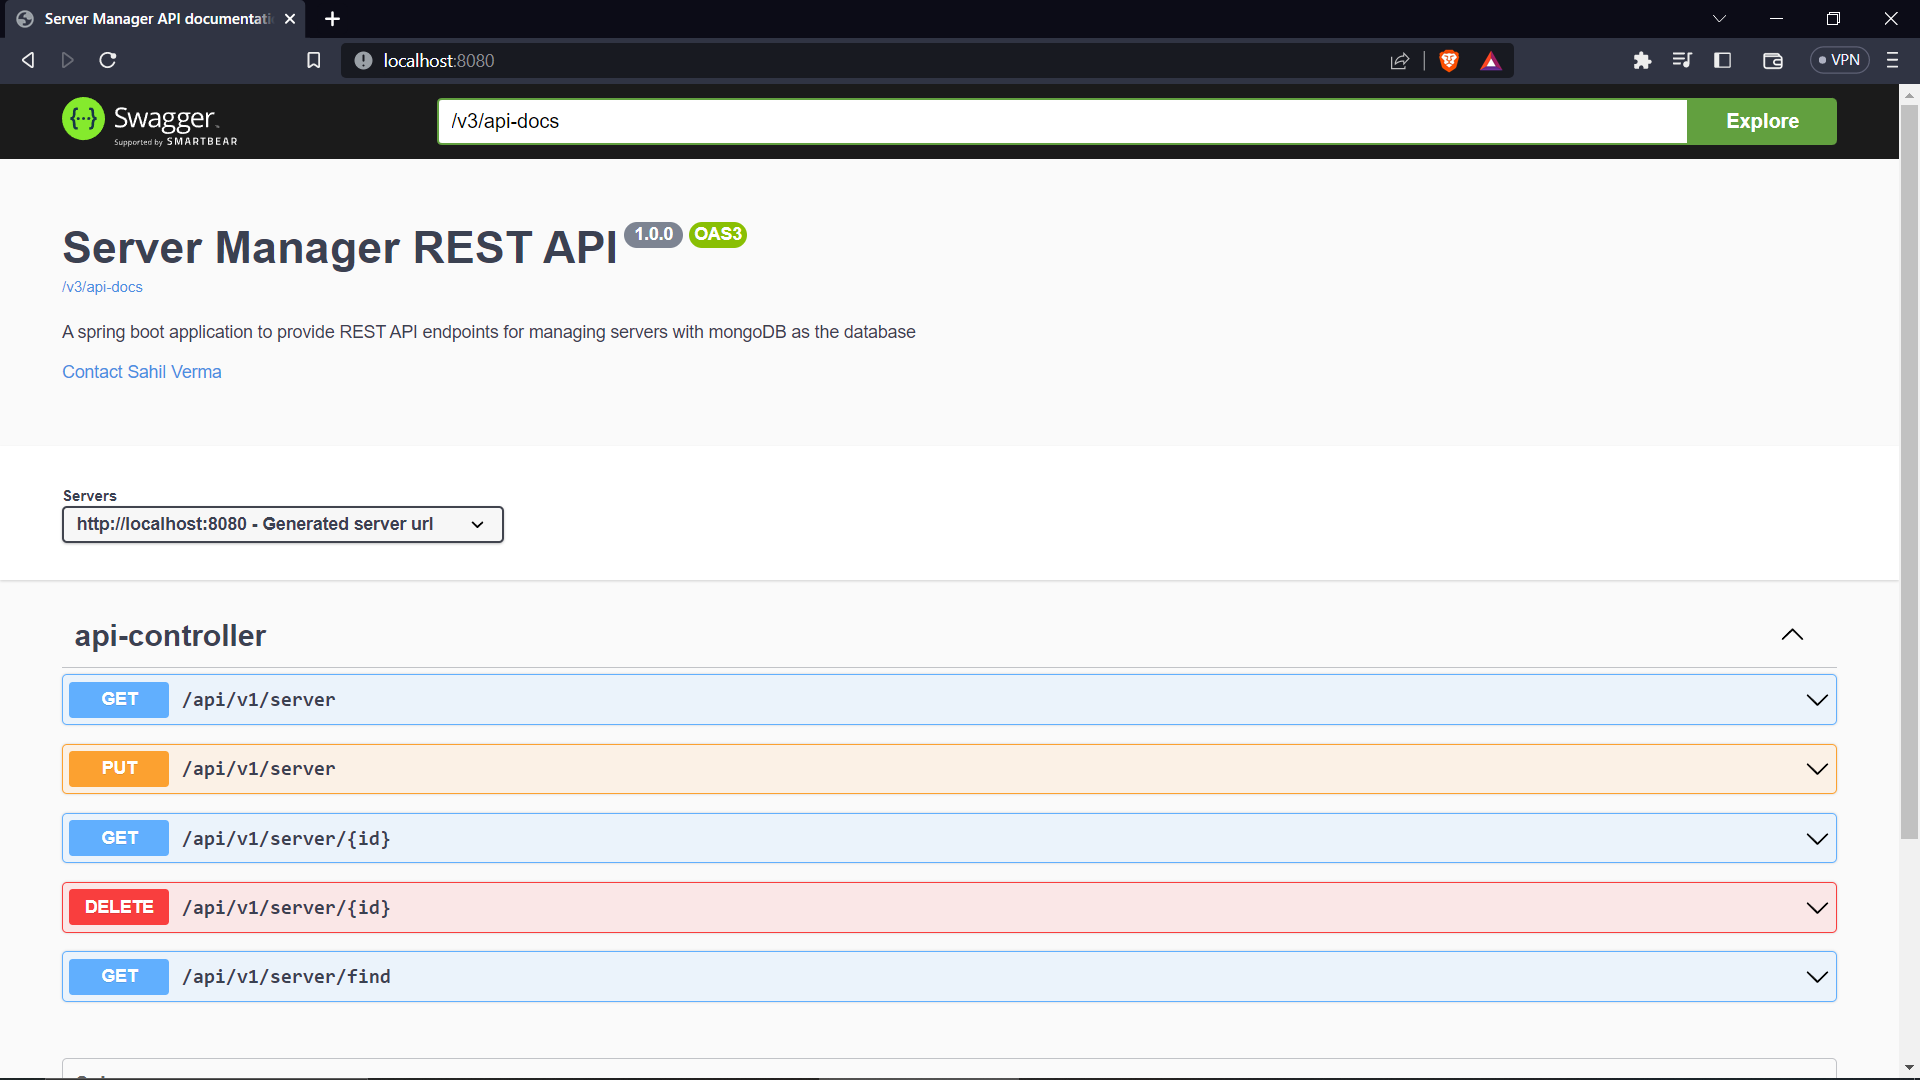 Server Manager API documentati
localhost:8080
VPN
{···} Swagger.
Supported by SMARTBEAR
/v3/api-docs
Explore
Server Manager REST API 1.0.0 OAS3
/v3/api-docs
A spring boot application to provide REST API endpoints for managing servers with mongoDB as the database
Contact Sahil Verma
Servers
http://localhost:8080 - Generated server url
api-controller
GET /api/v1/server
PUT /api/v1/server
GET /api/v1/server/{id}
DELETE /api/v1/server/{id}
GET /api/v1/server/find